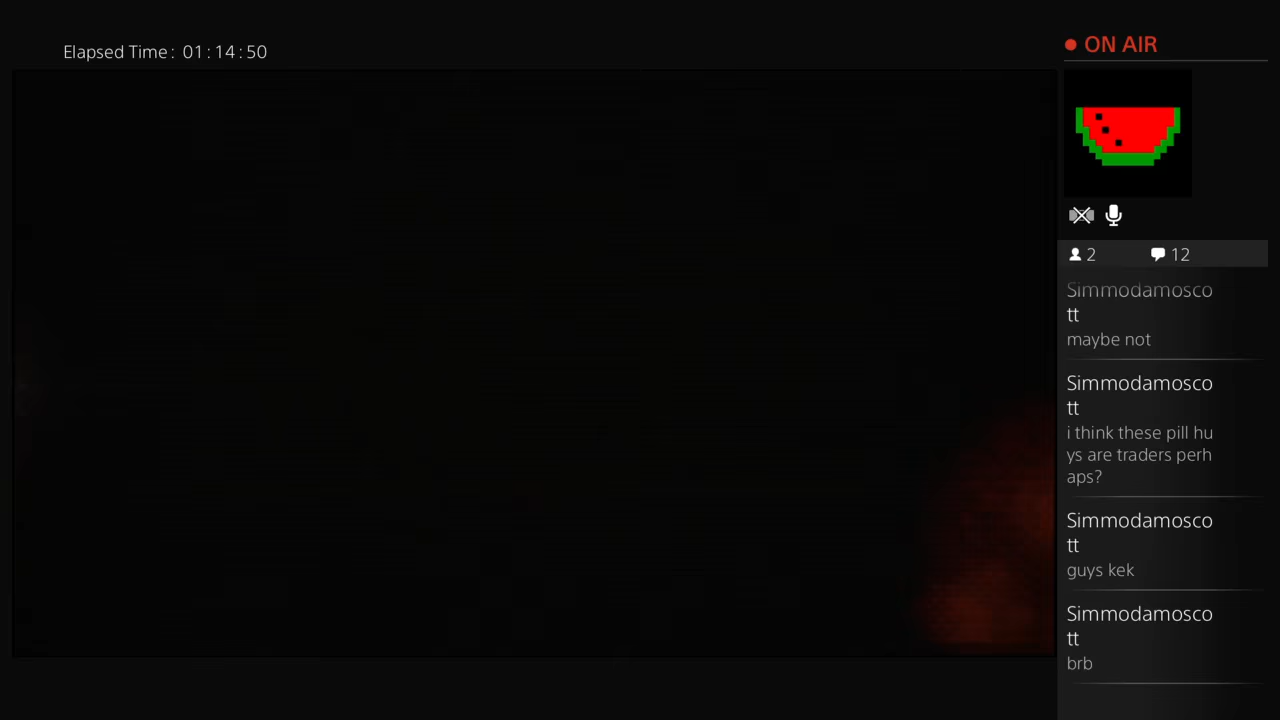 Elapsed Time: 01:14:50
ON AIR
2 12
Simmodamosco
tt
maybe not
Simmodamosco
tt
i think these pill hu
ys are traders perh
aps?
Simmodamosco
tt
guys kek
Simmodamosco
tt
brb